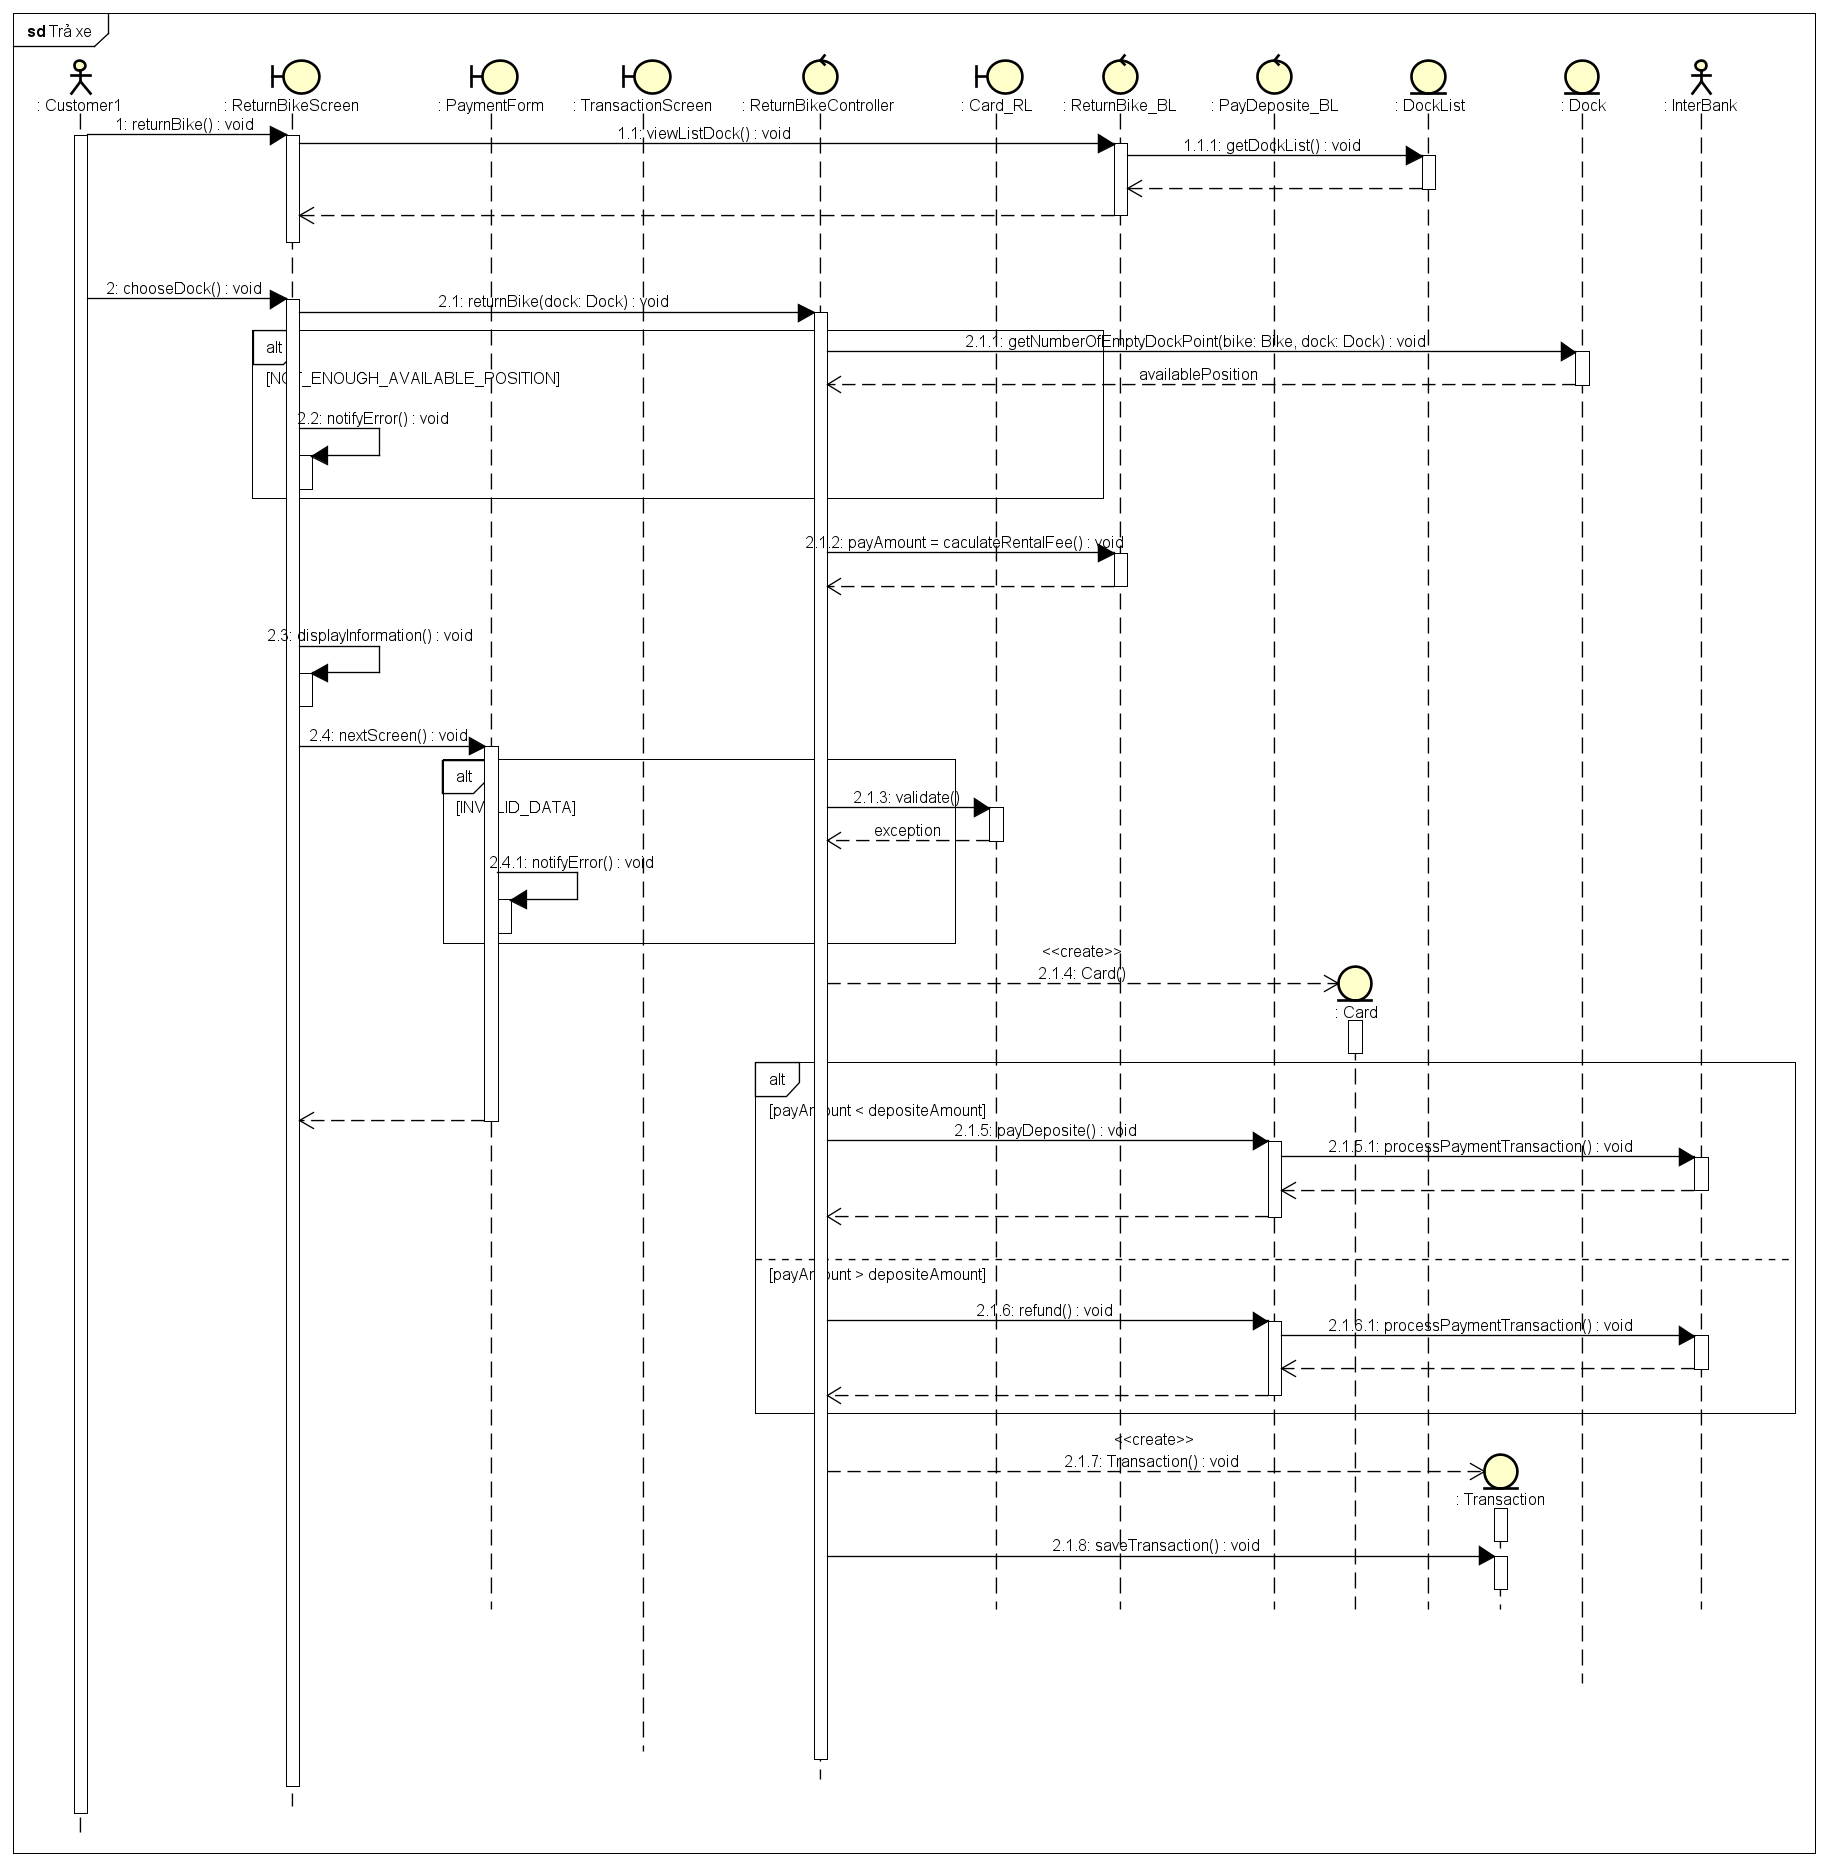 sd Trả xe
: Customer1
: ReturnBikeScreen
: PaymentForm
: TransactionScreen
: ReturnBikeController
: Card_RL
: ReturnBike_BL
: PayDeposite_BL
: DockList
: Dock
: InterBank
1: returnBike() : void
1.1: viewListDock() : void
1.1.1: getDockList() : void
2: chooseDock() : void
2.1: returnBike(dock: Dock) : void
alt
2.1.1: getNumberOfEmptyDockPoint(bike: Bike, dock: Dock) : void
[NOT_ENOUGH_AVAILABLE_POSITION]
availablePosition
2.2: notifyError() : void
2.1.2: payAmount = caculateRentalFee() : void
2.3: displayInformation() : void
2.4: nextScreen() : void
alt
[INVALID_DATA]
2.1.3: validate()
exception
2.4.1: notifyError() : void
<<create>>
2.1.4: Card()
: Card
alt
[payAmount < depositeAmount]
2.1.5: payDeposite() : void
2.1.5.1: processPaymentTransaction() : void
[payAmount > depositeAmount]
2.1.6: refund() : void
2.1.6.1: processPaymentTransaction() : void
<<create>>
2.1.7: Transaction() : void
: Transaction
2.1.8: saveTransaction() : void